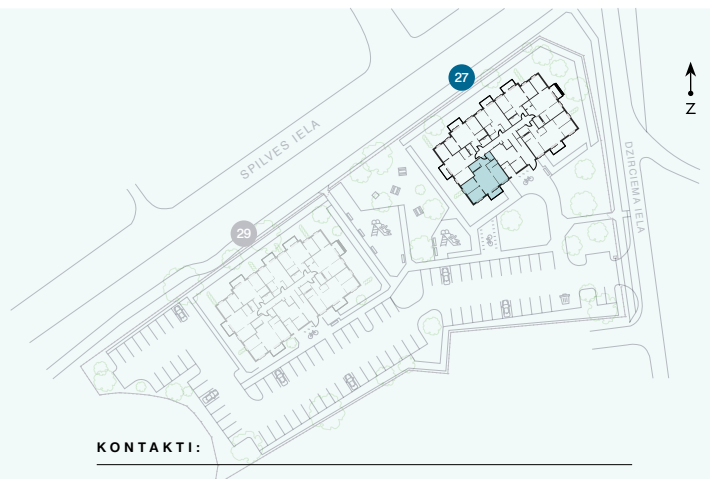 27
Z
SPILVES IELA
DZIRCIEMA IELA
29
KONTAKTI: